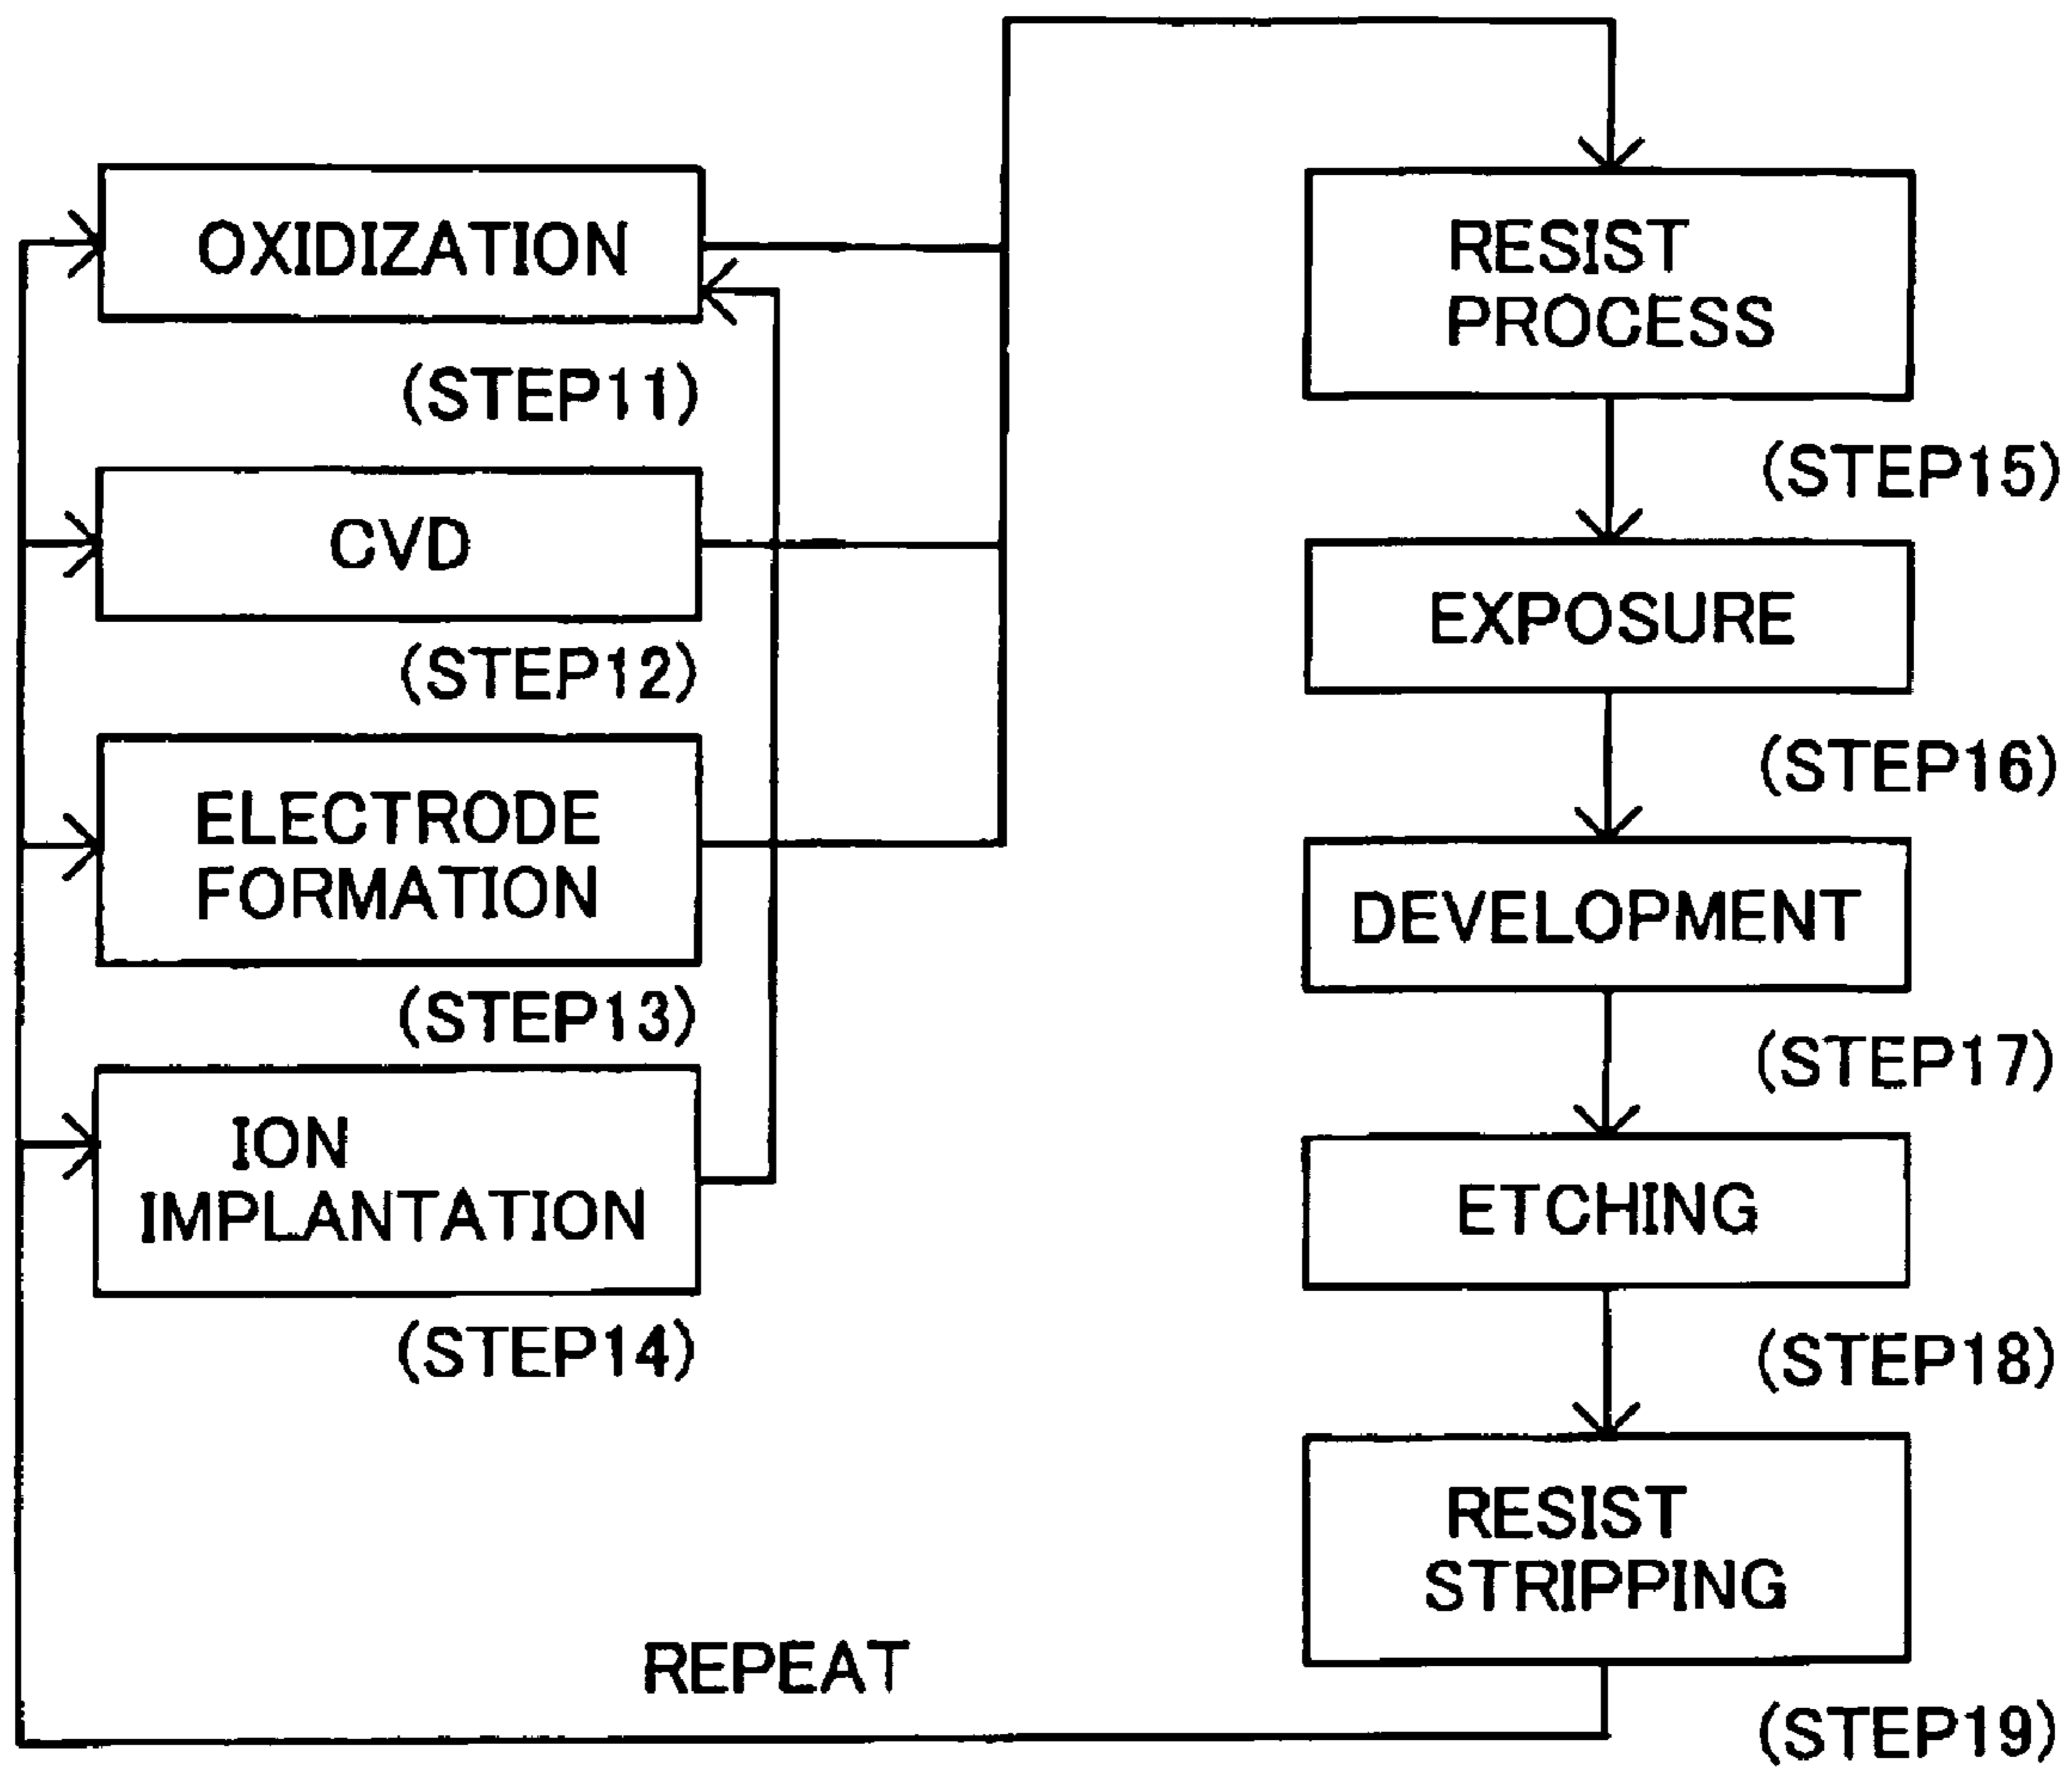 OXIDIZATION
(STEP11)
CVD
(STEP12)
ELECTRODE
FORMATION
(STEP13)
ION
IMPLANTATION
(STEP14)
RESIST
PROCESS
(STEP15)
EXPOSURE
(STEP16)
DEVELOPMENT
(STEP17)
ETCHING
(STEP18)
RESIST
STRIPPING
(STEP19)
REPEAT